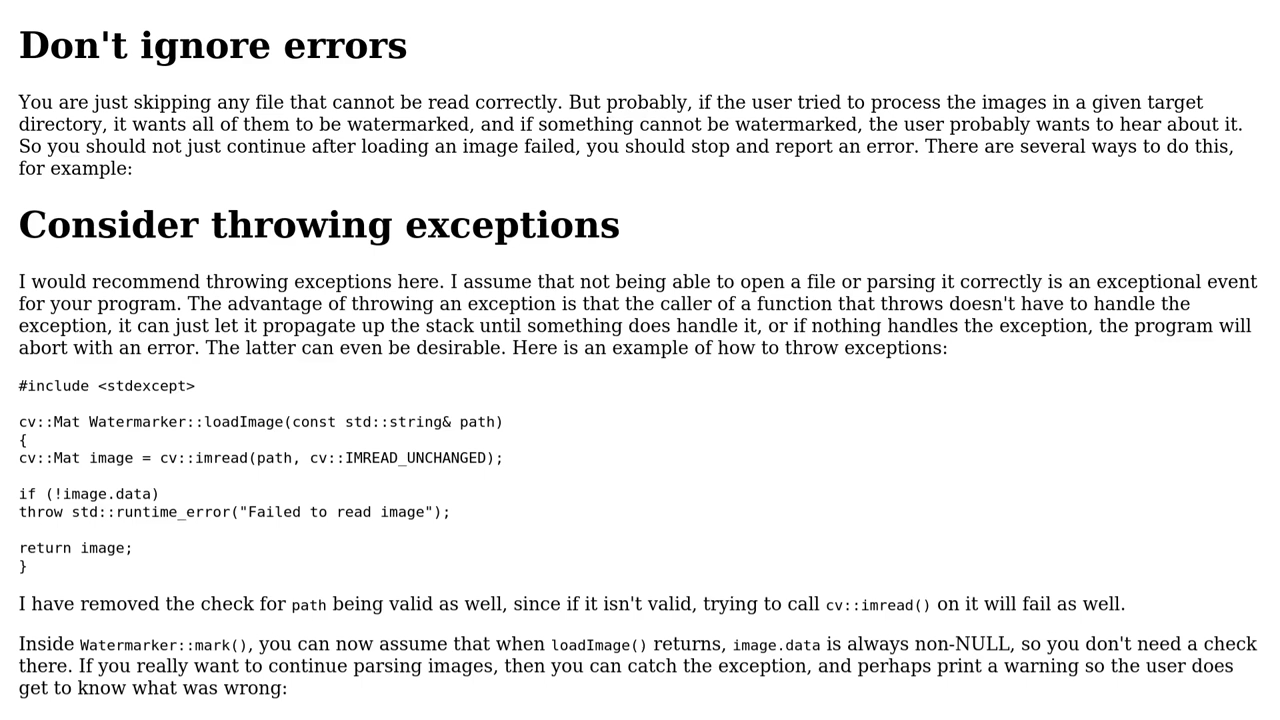 Don't ignore errors
You are just skipping any file that cannot be read correctly. But probably, if the user tried to process the images in a given target
directory, it wants all of them to be watermarked, and if something cannot be watermarked, the user probably wants to hear about it.
So you should not just continue after loading an image failed, you should stop and report an error. There are several ways to do this,
for example:
Consider throwing exceptions
I would recommend throwing exceptions here. I assume that not being able to open a file or parsing it correctly is an exceptional event
for your program. The advantage of throwing an exception is that the caller of a function that throws doesn't have to handle the
exception, it can just let it propagate up the stack until something does handle it, or if nothing handles the exception, the program will
abort with an error. The latter can even be desirable. Here is an example of how to throw exceptions:
#include <stdexcept>
cv::Mat Watermarker::loadImage(const std::string& path)
{
cv::Mat image = cv::imread(path, cv::IMREAD_UNCHANGED);
if (!image.data)
throw std::runtime_error("Failed to read image");
return image;
}
I have removed the check for path being valid as well, since if it isn't valid, trying to call cv::imread() on it will fail as well.
Inside Watermarker::mark(), you can now assume that when loadImage() returns, image.data is always non-NULL, so you don't need a check
there. If you really want to continue parsing images, then you can catch the exception, and perhaps print a warning so the user does
get to know what was wrong: